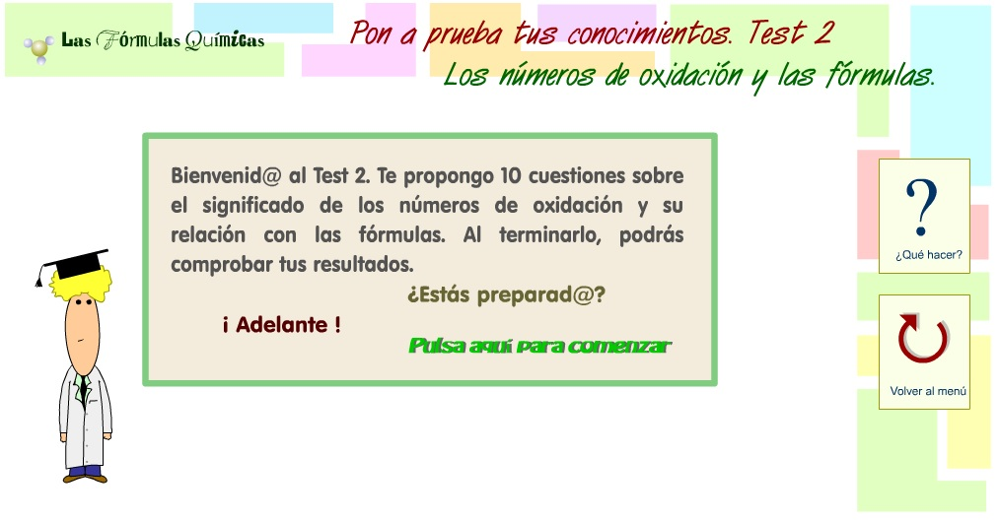 Las Fórmulas Químicas
Pon a prueba tus conocimientos. Test 2
Los números de oxidación y las fórmulas.
Bienvenid@ al Test 2. Te propongo 10 cuestiones sobre
el significado de los números de oxidación y su
relación con las fórmulas. Al terminarlo, podrás
comprobar tus resultados.
¿Estás preparad@?
¡ Adelante !
Pulsa aquí para comenzar
?
¿Qué hacer?
Volver al menú